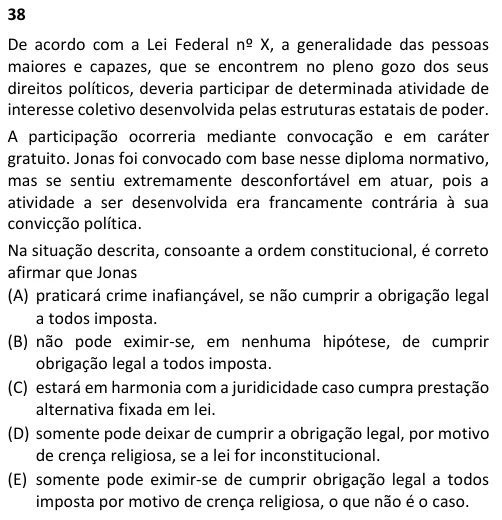 38
De acordo com a Lei Federal nº X, a generalidade das pessoas
maiores e capazes, que se encontrem no pleno gozo dos seus
direitos políticos, deveria participar de determinada atividade de
interesse coletivo desenvolvida pelas estruturas estatais de poder.
A participação ocorreria mediante convocação e em caráter
gratuito. Jonas foi convocado com base nesse diploma normativo,
mas se sentiu extremamente desconfortável em atuar, pois a
atividade a ser desenvolvida era francamente contrária à sua
convicção política.
Na situação descrita, consoante a ordem constitucional, é correto
afirmar que Jonas
(A) praticará crime inafiançável, se não cumprir a obrigação legal
a todos imposta.
(B) não pode eximir-se, em nenhuma hipótese, de cumprir
obrigação legal a todos imposta.
(C) estará em harmonia com a juridicidade caso cumpra prestação
alternativa fixada em lei.
(D) somente pode deixar de cumprir a obrigação legal, por motivo
de crença religiosa, se a lei for inconstitucional.
(E) somente pode eximir-se de cumprir obrigação legal a todos
imposta por motivo de crença religiosa, o que não é o caso.